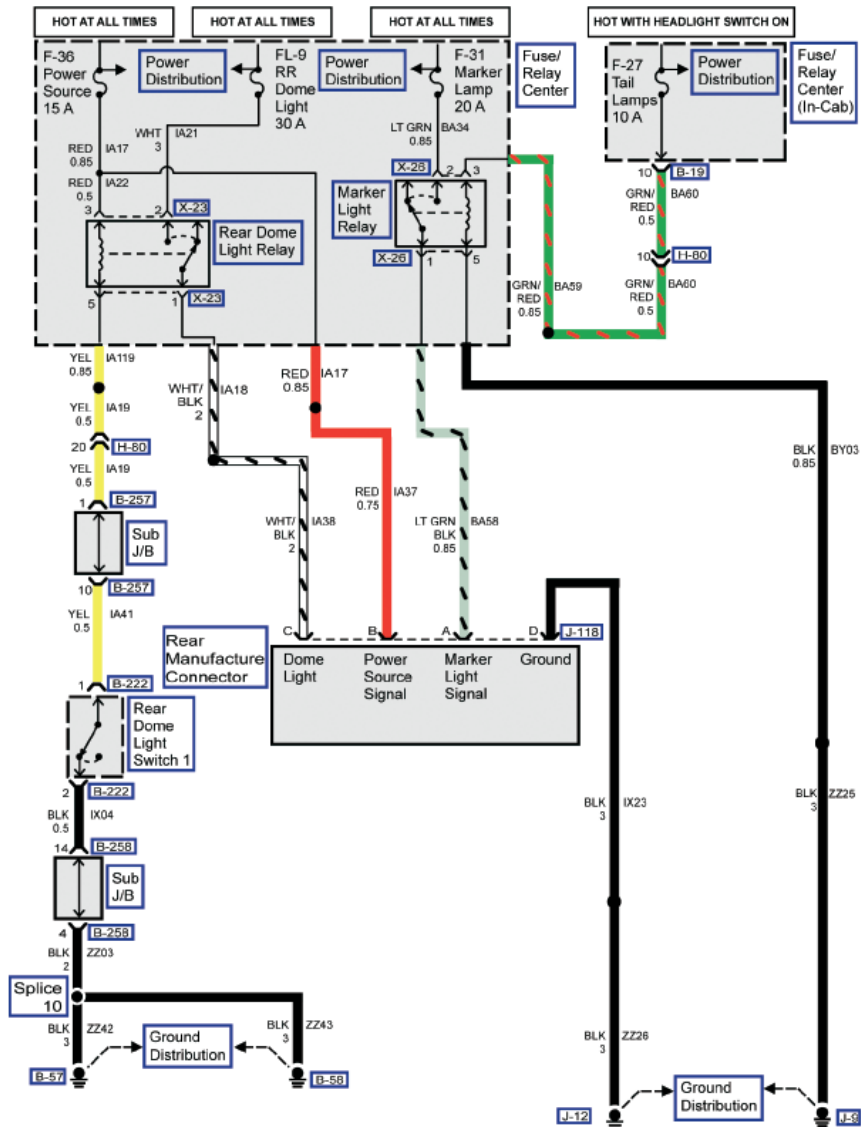 HOT AT ALL TIMES
HOT AT ALL TIMES
HOT AT ALL TIMES
HOT WITH HEADLIGHT SWITCH ON
F-36
Power
Source
15 A
Power
Distribution
FL-9
RR
Dome
Light
30 A
Power
Distribution
F-31
Marker
Lamp
20 A
Fuse/
Relay
Center
F-27
Tail
Lamps
10 A
Power
Distribution
Fuse/
Relay
Center
(In-Cab)
WHT
3
IA21
LT GRN
0.85
BA34
RED
0.85
IA17
RED
0.5
IA22
X-26
2
3
10
B-19
GRN/
RED
0.5
BA60
3
2
X-23
Rear Dome
Light Relay
Marker
Light
Relay
X-26
1
5
10
H-80
GRN/
RED
0.85
BA59
GRN/
RED
0.5
BA60
5
1
X-23
YEL
0.85
IA119
WHT/
BLK
2
IA18
RED
0.85
IA17
YEL
0.5
IA19
20
H-80
YEL
0.5
IA19
BLK
0.85
BY03
1
B-257
Sub
J/B
WHT/
BLK
2
IA38
RED
0.75
IA37
LT GRN
BLK
0.85
BA58
10
B-257
YEL
0.5
IA41
Rear
Manufacture
Connector
C
B
A
D
J-118
Dome
Light
Power
Source
Signal
Marker
Light
Signal
Ground
1
B-222
Rear
Dome
Light
Switch 1
2
B-222
BLK
0.5
IX04
BLK
3
IX23
BLK
3
ZZ25
14
B-258
Sub
J/B
4
B-258
BLK
2
ZZ03
Splice
10
BLK
3
ZZ42
Ground
Distribution
BLK
3
ZZ43
BLK
3
ZZ26
B-57
B-58
Ground
Distribution
J-12
J-9